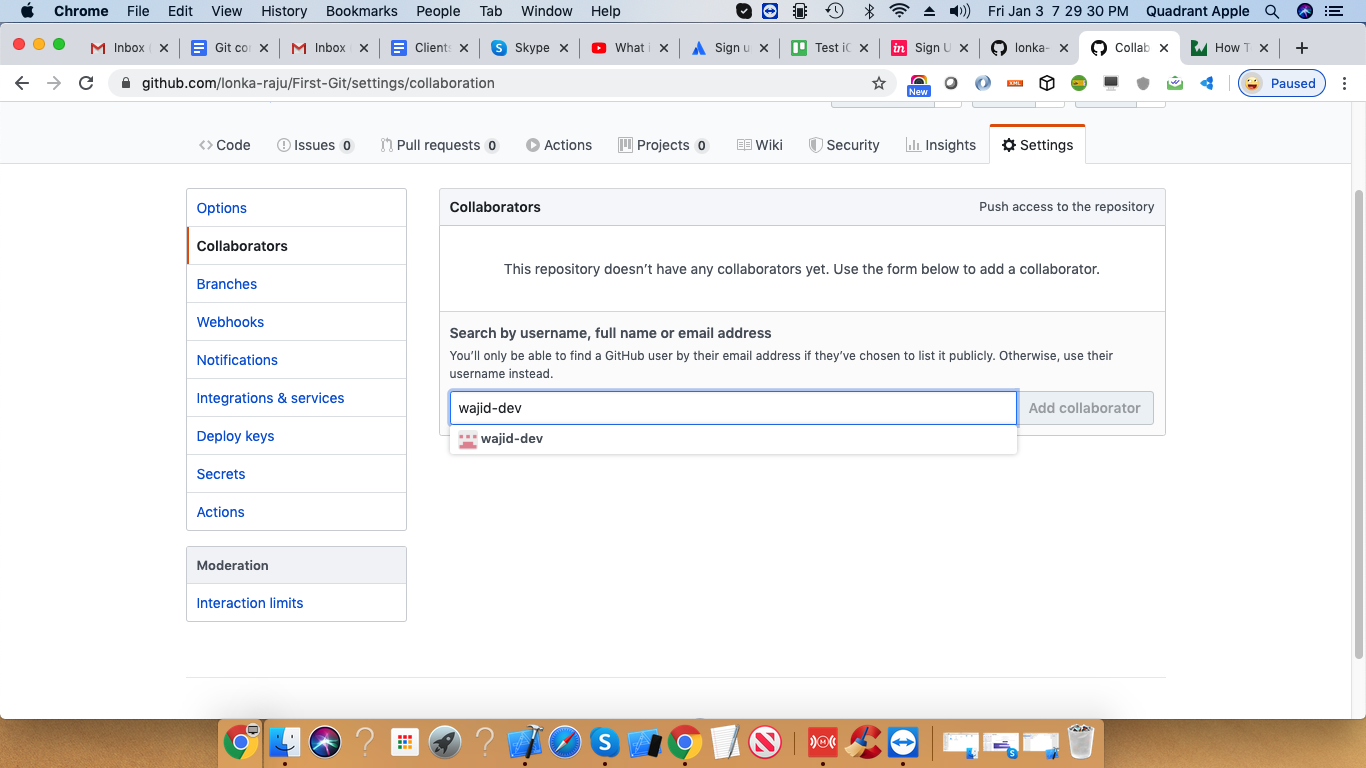 Chrome File Edit View History Bookmarks People Tab Window Help Fri Jan 3 7 29 30 PM Quadrant Apple
Inbox Git co Inbox Clients Skype What i Sign u Test iO in Sign U lonka- Collab How T
github.com/lonka-raju/First-Git/settings/collaboration New XML Paused
Code Issues 0 Pull requests 0 Actions Projects 0 Wiki Security Insights Settings
Options
Collaborators
Branches
Webhooks
Notifications
Integrations & services
Deploy keys
Secrets
Actions
Moderation
Interaction limits
Collaborators Push access to the repository
This repository doesn’t have any collaborators yet. Use the form below to add a collaborator.
Search by username, full name or email address
You’ll only be able to find a GitHub user by their email address if they’ve chosen to list it publicly. Otherwise, use their
username instead.
wajid-dev Add collaborator
wajid-dev